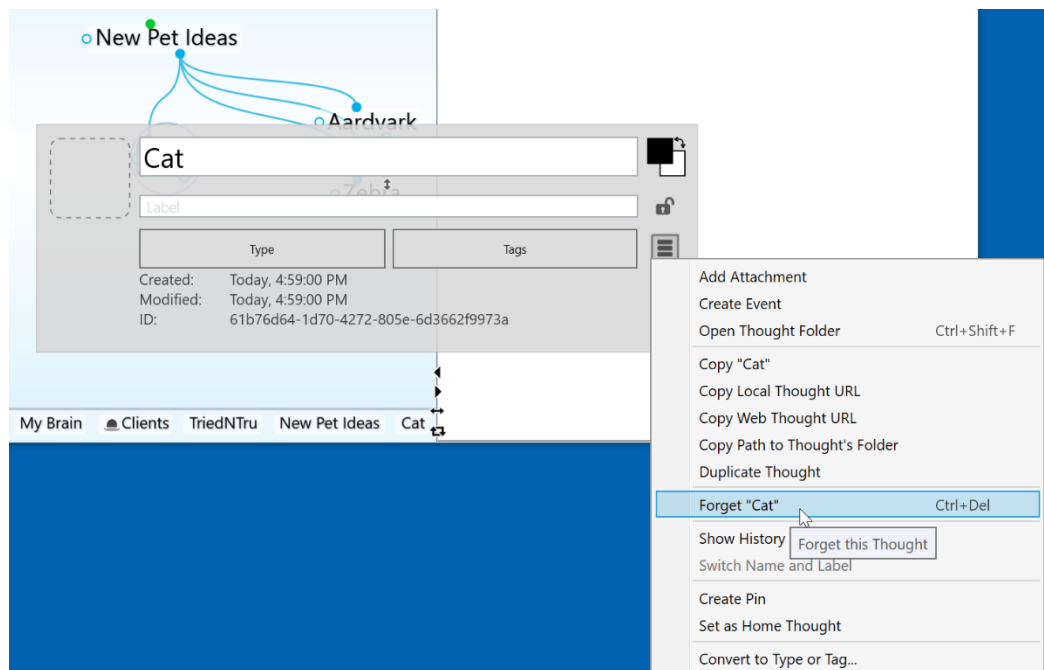 New Pet Ideas
Aardvark
Cat
Zebra
Label
Type Tags
Created: Today, 4:59:00 PM
Modified: Today, 4:59:00 PM
ID: 61b76d64-1d70-4272-805e-6d3662f9973a
My Brain Clients TriedNTru New Pet Ideas Cat
Add Attachment
Create Event
Open Thought Folder Ctrl+Shift+F
Copy "Cat"
Copy Local Thought URL
Copy Web Thought URL
Copy Path to Thought's Folder
Duplicate Thought
Forget "Cat" Ctrl+Del
Show History
Forget this Thought
Switch Name and Label
Create Pin
Set as Home Thought
Convert to Type or Tag...